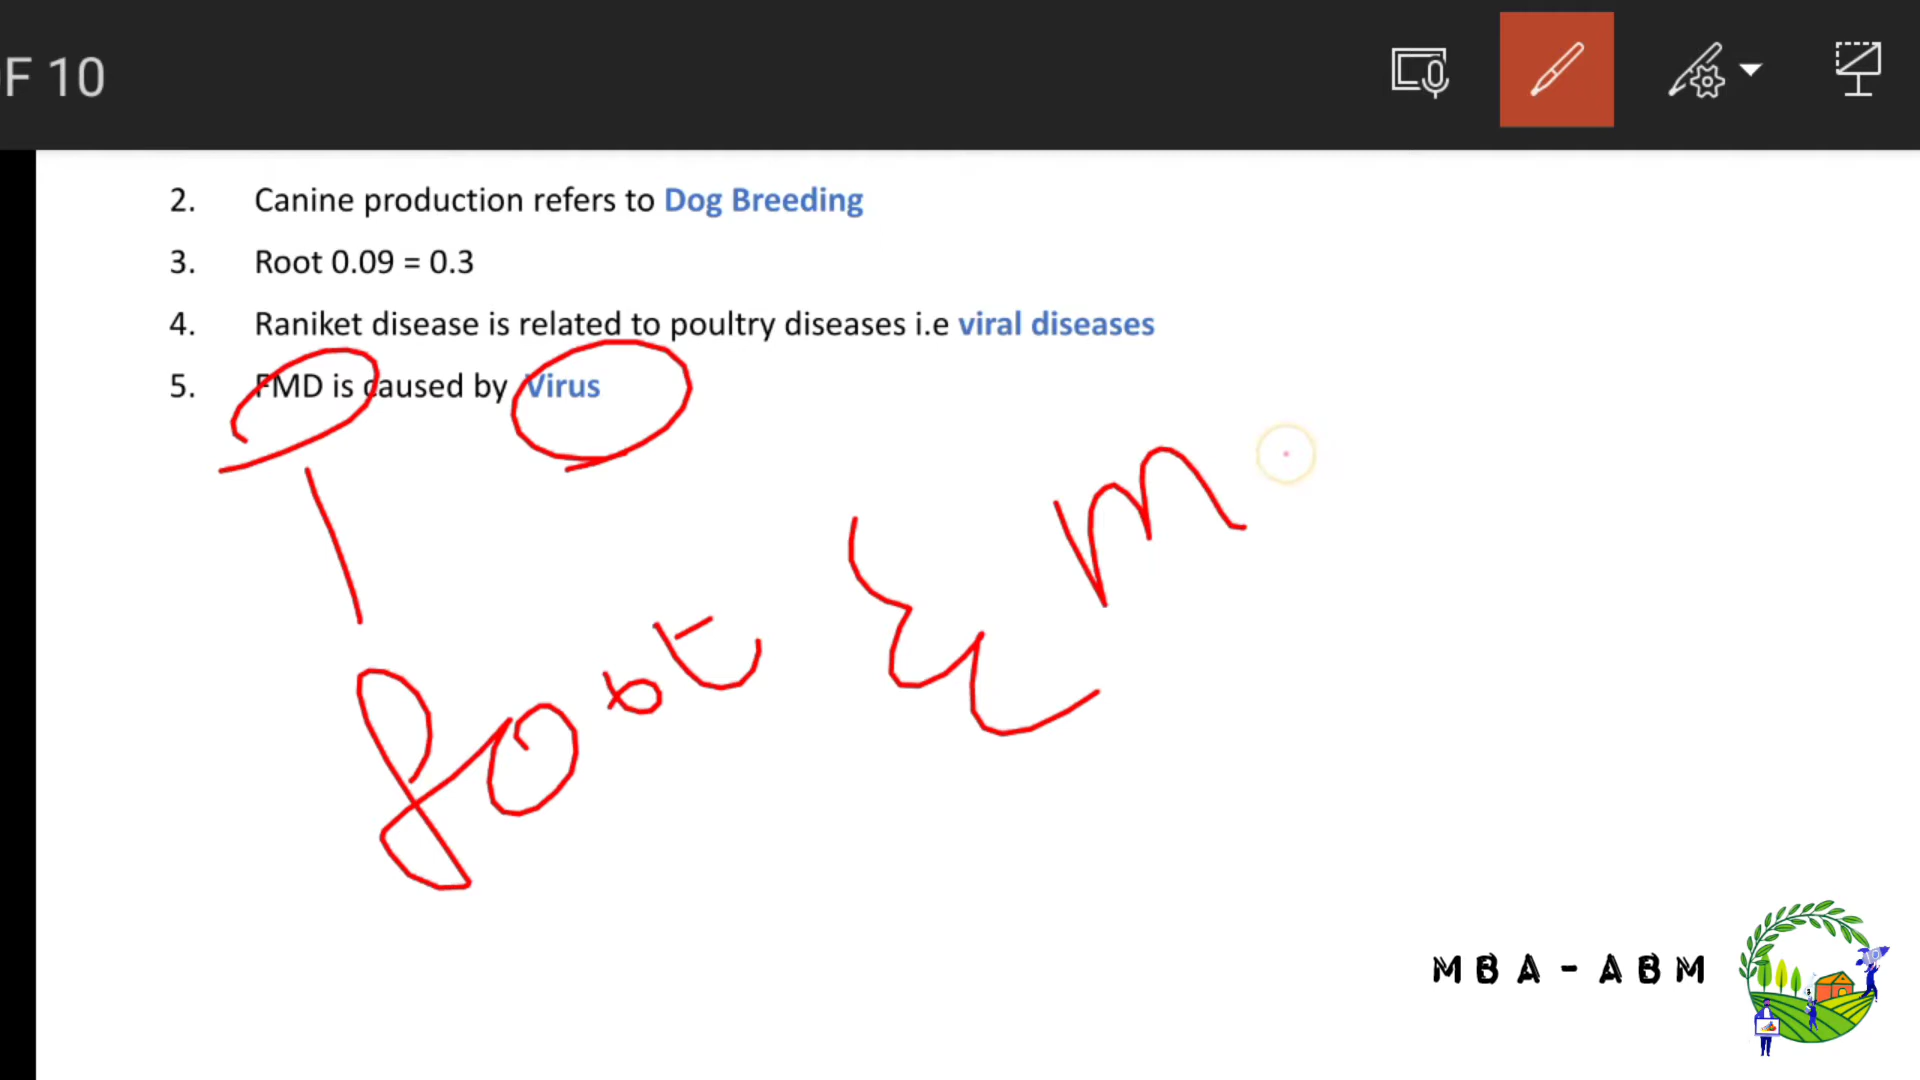 F 10
2. Canine production refers to Dog Breeding
3. Root 0.09 = 0.3
4. Raniket disease is related to poultry diseases i.e viral diseases
5. FMD is caused by Virus
foot & m
MBA-ABM